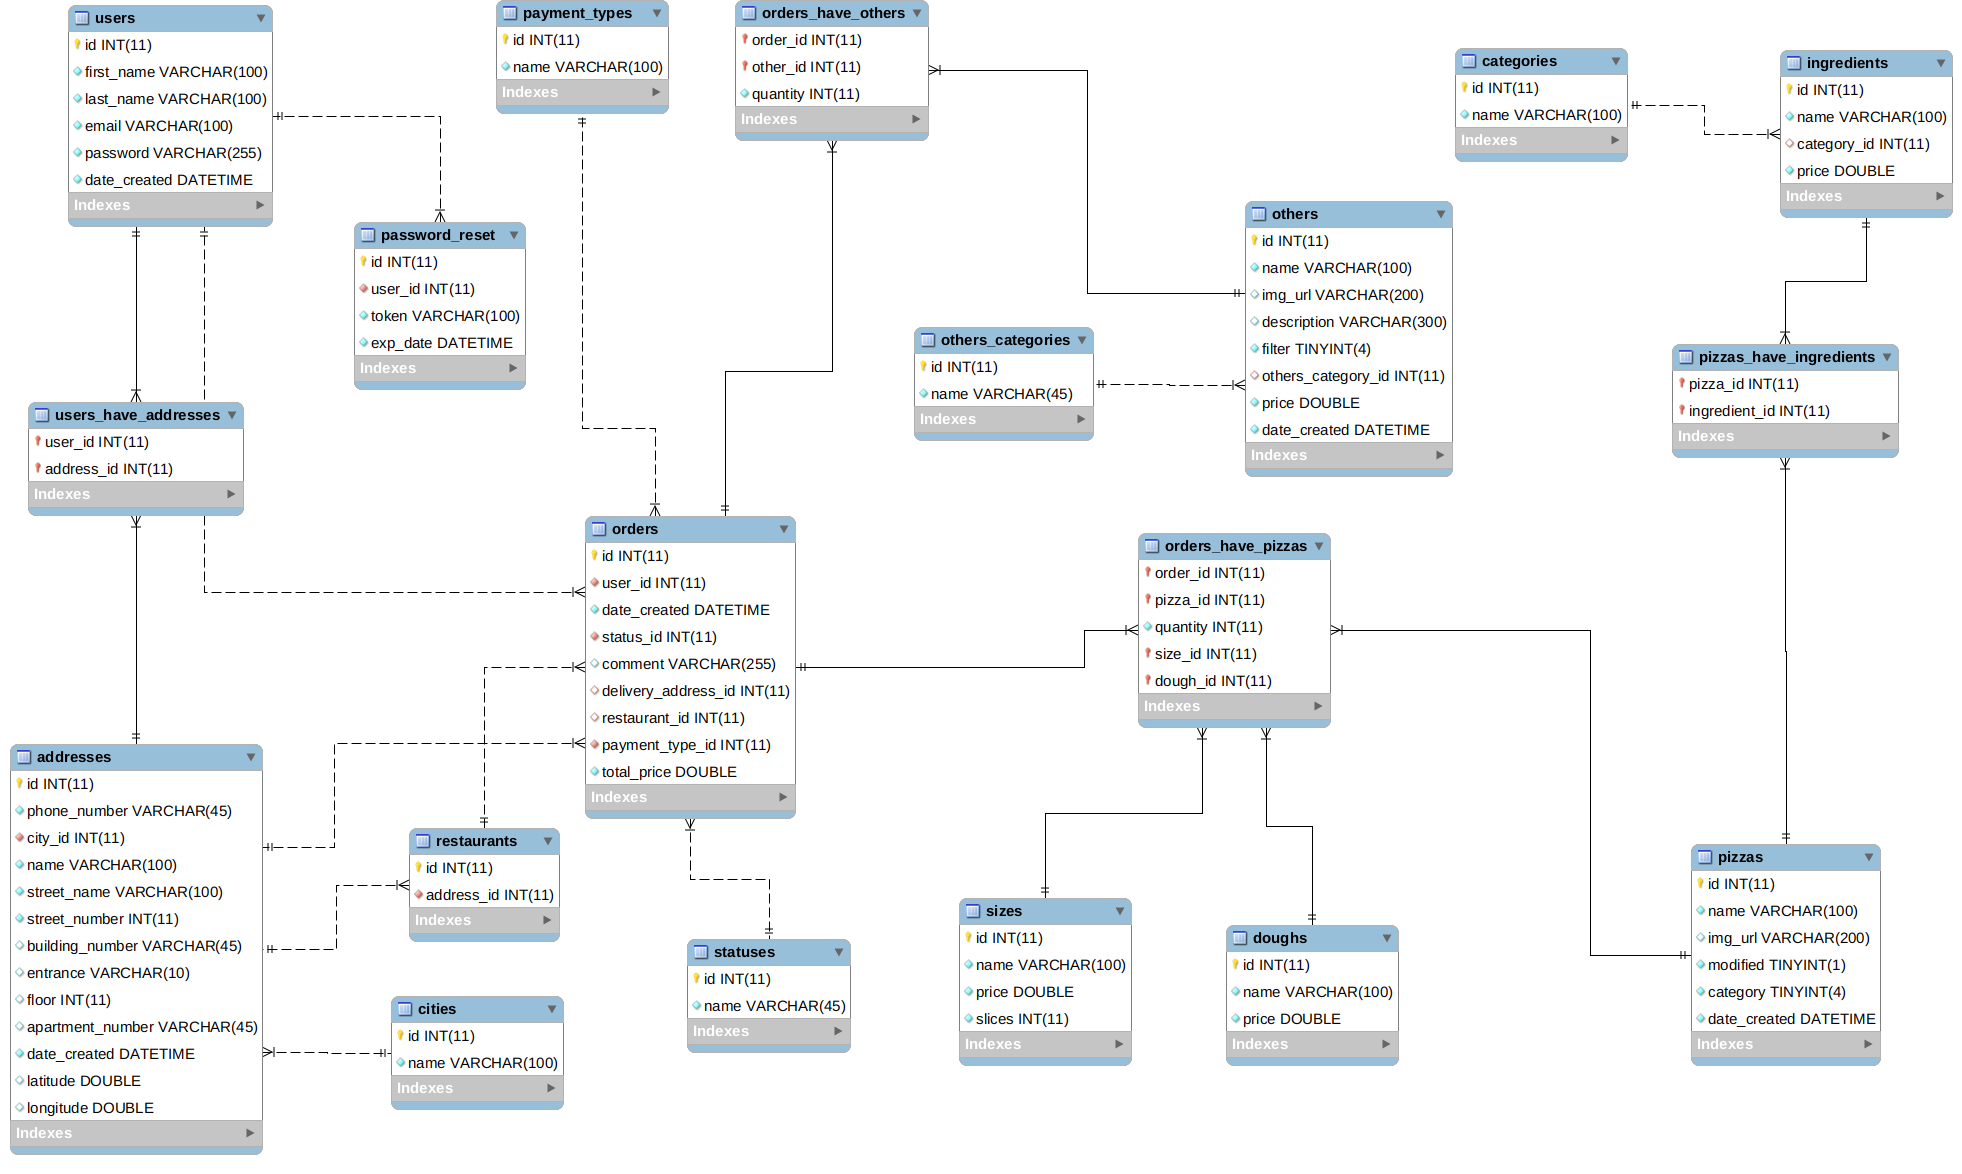 users
id INT(11)
first_name VARCHAR(100)
last_name VARCHAR(100)
email VARCHAR(100)
password VARCHAR(255)
date_created DATETIME
Indexes
payment_types
id INT(11)
name VARCHAR(100)
Indexes
orders_have_others
order_id INT(11)
other_id INT(11)
quantity INT(11)
Indexes
categories
id INT(11)
name VARCHAR(100)
Indexes
ingredients
id INT(11)
name VARCHAR(100)
category_id INT(11)
price DOUBLE
Indexes
password_reset
id INT(11)
user_id INT(11)
token VARCHAR(100)
exp_date DATETIME
Indexes
others
id INT(11)
name VARCHAR(100)
img_url VARCHAR(200)
description VARCHAR(300)
filter TINYINT(4)
others_category_id INT(11)
price DOUBLE
date_created DATETIME
Indexes
others_categories
id INT(11)
name VARCHAR(45)
Indexes
pizzas_have_ingredients
pizza_id INT(11)
ingredient_id INT(11)
Indexes
users_have_addresses
user_id INT(11)
address_id INT(11)
Indexes
orders
id INT(11)
user_id INT(11)
date_created DATETIME
status_id INT(11)
comment VARCHAR(255)
delivery_address_id INT(11)
restaurant_id INT(11)
payment_type_id INT(11)
total_price DOUBLE
Indexes
orders_have_pizzas
order_id INT(11)
pizza_id INT(11)
quantity INT(11)
size_id INT(11)
dough_id INT(11)
Indexes
addresses
id INT(11)
phone_number VARCHAR(45)
city_id INT(11)
name VARCHAR(100)
street_name VARCHAR(100)
street_number INT(11)
building_number VARCHAR(45)
entrance VARCHAR(10)
floor INT(11)
apartment_number VARCHAR(45)
date_created DATETIME
latitude DOUBLE
longitude DOUBLE
Indexes
restaurants
id INT(11)
address_id INT(11)
Indexes
cities
id INT(11)
name VARCHAR(100)
Indexes
statuses
id INT(11)
name VARCHAR(45)
Indexes
sizes
id INT(11)
name VARCHAR(100)
price DOUBLE
slices INT(11)
Indexes
doughs
id INT(11)
name VARCHAR(100)
price DOUBLE
Indexes
pizzas
id INT(11)
name VARCHAR(100)
img_url VARCHAR(200)
modified TINYINT(1)
category TINYINT(4)
date_created DATETIME
Indexes